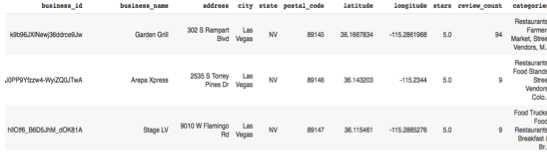 business_id business_name address city state postal_code latitude longitude stars review_count categories
Restaurants
Farmers
302 S Rampart Las
k9b96JXINewj36ddrce9Jw Garden Grill Blvd Vegas NV 89145 36.1667834 -115.2861968 5.0 94 Market, Stree
Vendors, M..
Restaurants
Food Stands
J0PP9Yfzzw4-WyiZQ0JTwA Arepa Xpress 2535 S Torrey Pines Dr Las Vegas NV 89146 36.143203 -115.2344 5.0 9 Stree
Vendors
Colo..
Food Trucks
Food
hIlCtf6_B6D5JhM_dOK81A Stage LV 9010 W Flamingo Rd Las Vegas NV 89147 36.115461 -115.2885276 5.0 9 Restaurants
Breakfast &
Br..